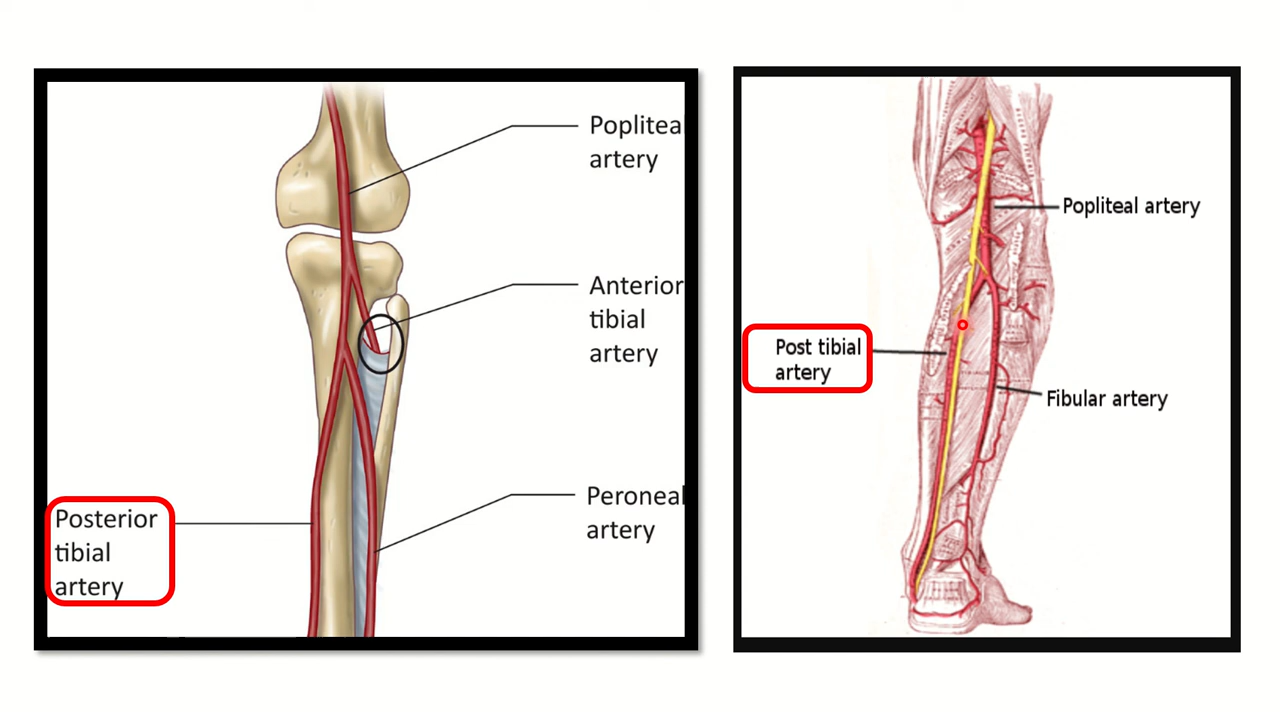 Poplitea
artery
Anterior
tibial
artery
Peroneal
artery
Posterior
tibial
artery
Popliteal artery
Post tibial
artery
Fibular artery